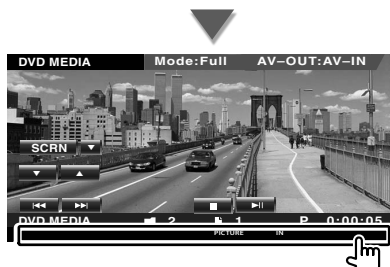 DVD MEDIA Mode:Full AV–OUT:AV–IN
SCRN
DVD MEDIA 2 1 P 0:00:05
PICTURE IN